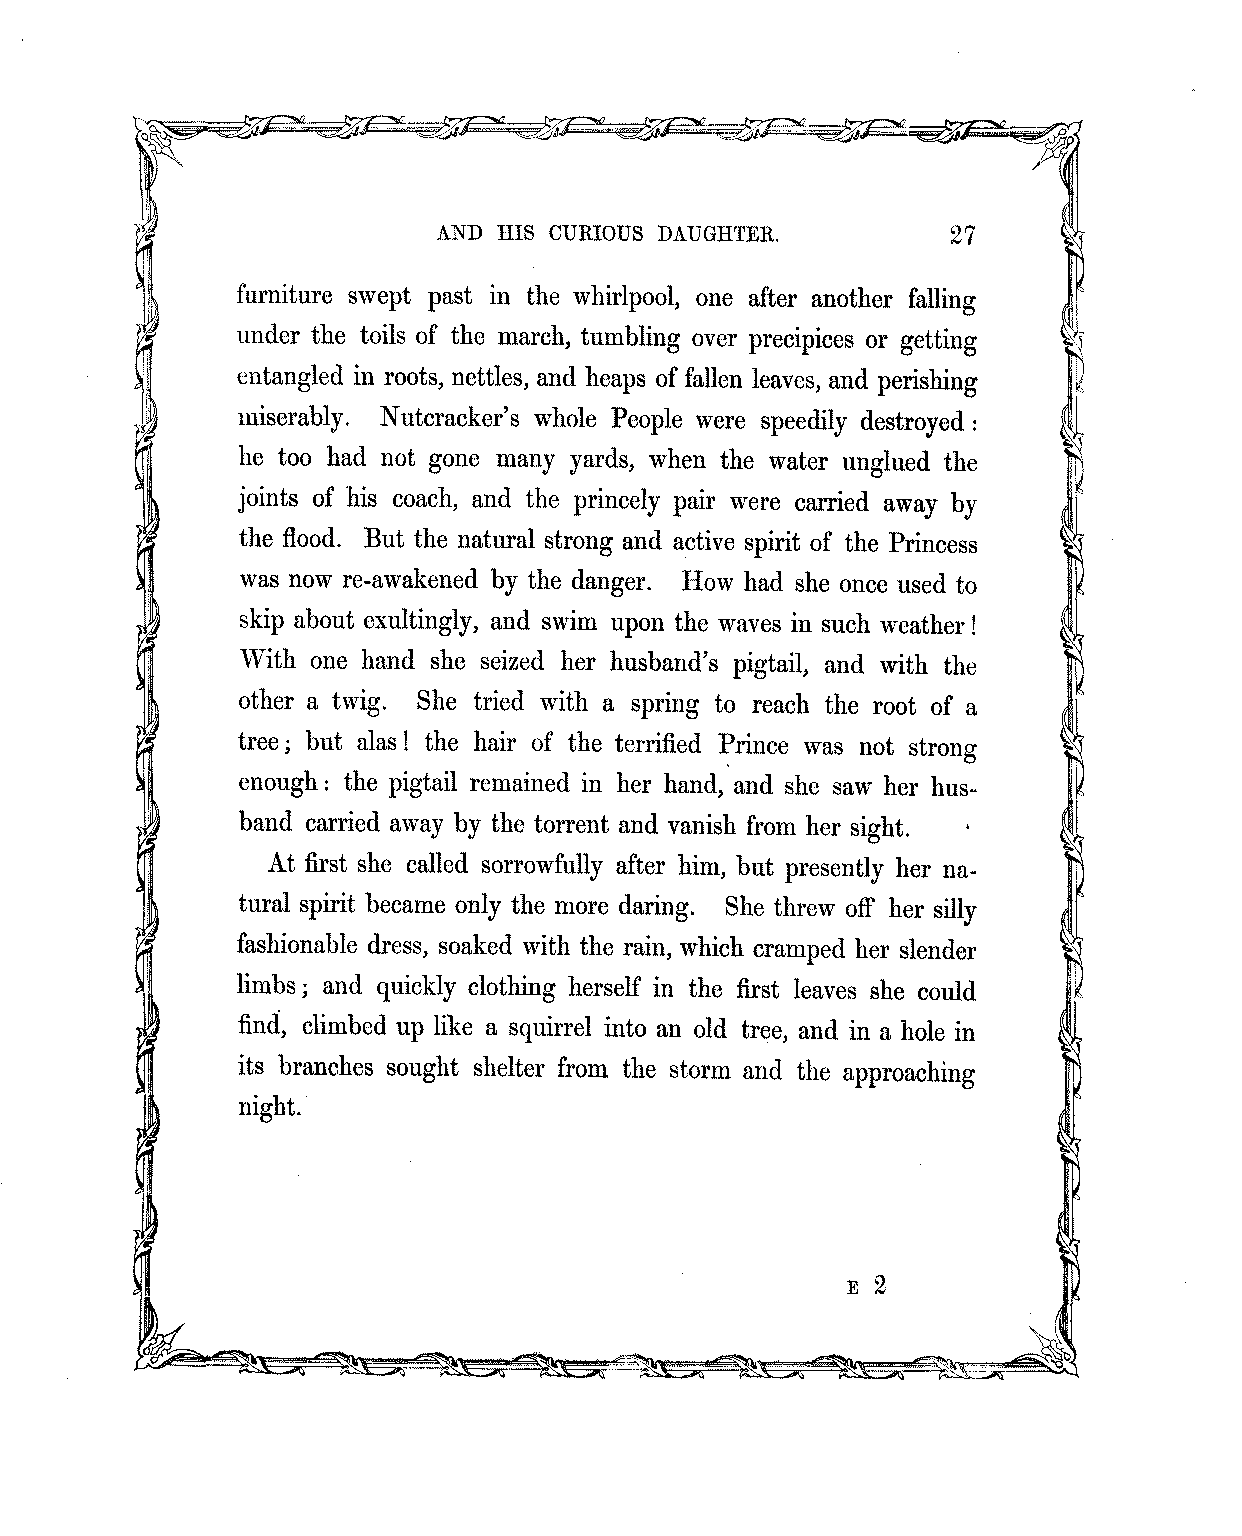 AND HIS CURIOUS DAUGHTER. 27
furniture swept past in the whirlpool, one after another falling
under the toils of the march, tumbling over precipices or getting
entangled in roots, nettles, and heaps of fallen leaves, and perishing
miserably. Nutcracker's whole People were speedily destroyed :
he too had not gone many yards, when the water unglued the
joints of his coach, and the princely pair were carried away by
the flood. But the natural strong and active spirit of the Princess
was now re-awakened by the danger. How had she once used to
skip about exultingly, and swim upon the waves in such weather !
With one hand she seized her husband's pigtail, and with the
other a twig. She tried with a spring to reach the root of a
tree ; but alas ! the hair of the terrified Prince was not strong
enough : the pigtail remained in her hand, and she saw her hus-
band carried away by the torrent and vanish from her sight.
At first she called sorrowfully after him, but presently her na-
tural spirit became only the more daring. She threw off her silly
fashionable dress, soaked with the rain, which cramped her slender
limbs ; and quickly clothing herself in the first leaves she could
find, climbed up like a squirrel into an old tree, and in a hole in
its branches sought shelter from the storm and the approaching
night.
E 2